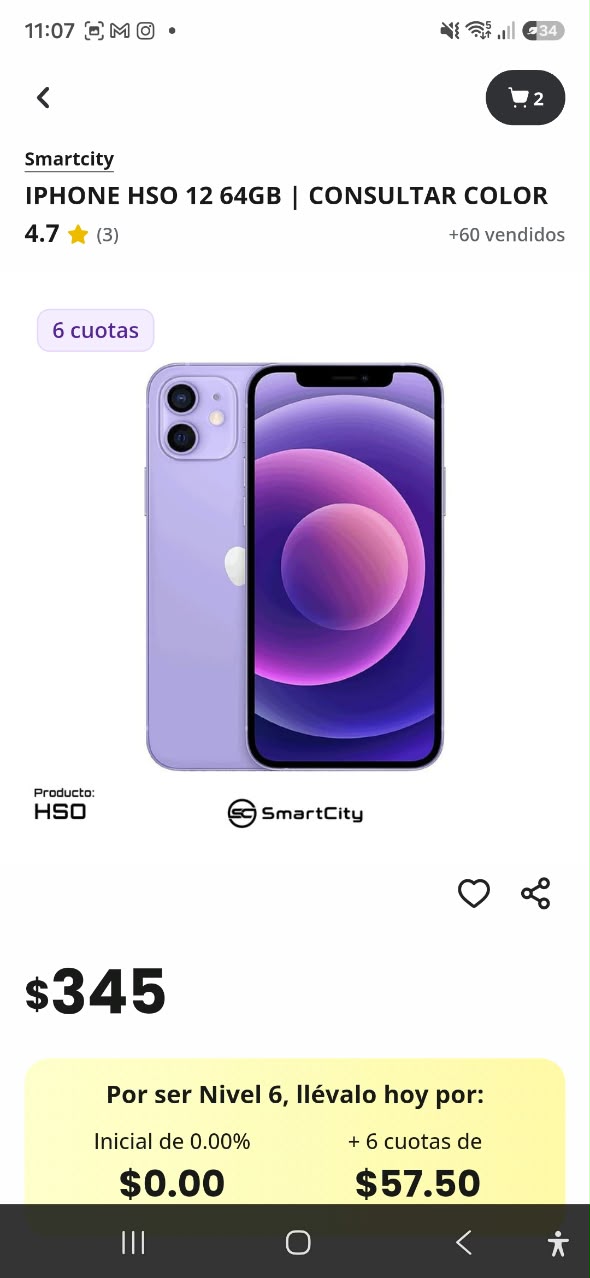 11:07
34
2
Smartcity
IPHONE HSO 12 64GB | CONSULTAR COLOR
4.7 (3) +60 vendidos
6 cuotas
Producto:
HSO
SC SmartCity
$345
Por ser Nivel 6, llévalo hoy por:
Inicial de 0.00% + 6 cuotas de
$0.00 $57.50